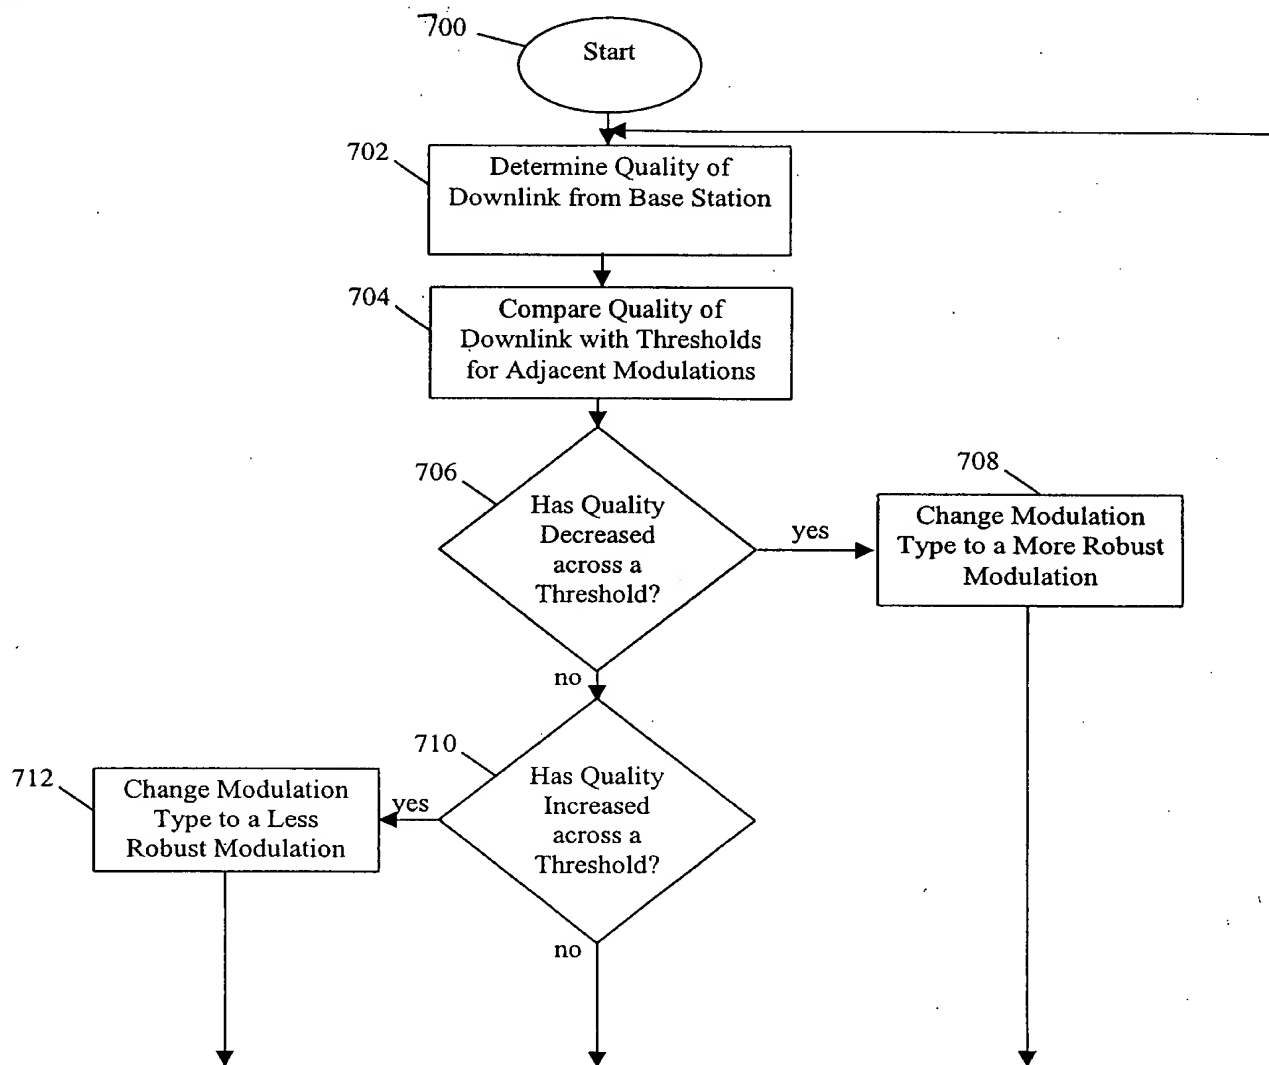 700
Start
702
Determine Quality of
Downlink from Base Station
704
Compare Quality of
Downlink with Thresholds
for Adjacent Modulations
706
Has Quality
Decreased
across a
Threshold?
yes
708
Change Modulation
Type to a More Robust
Modulation
no
710
Has Quality
Increased
across a
Threshold?
yes
712
Change Modulation
Type to a Less
Robust Modulation
no